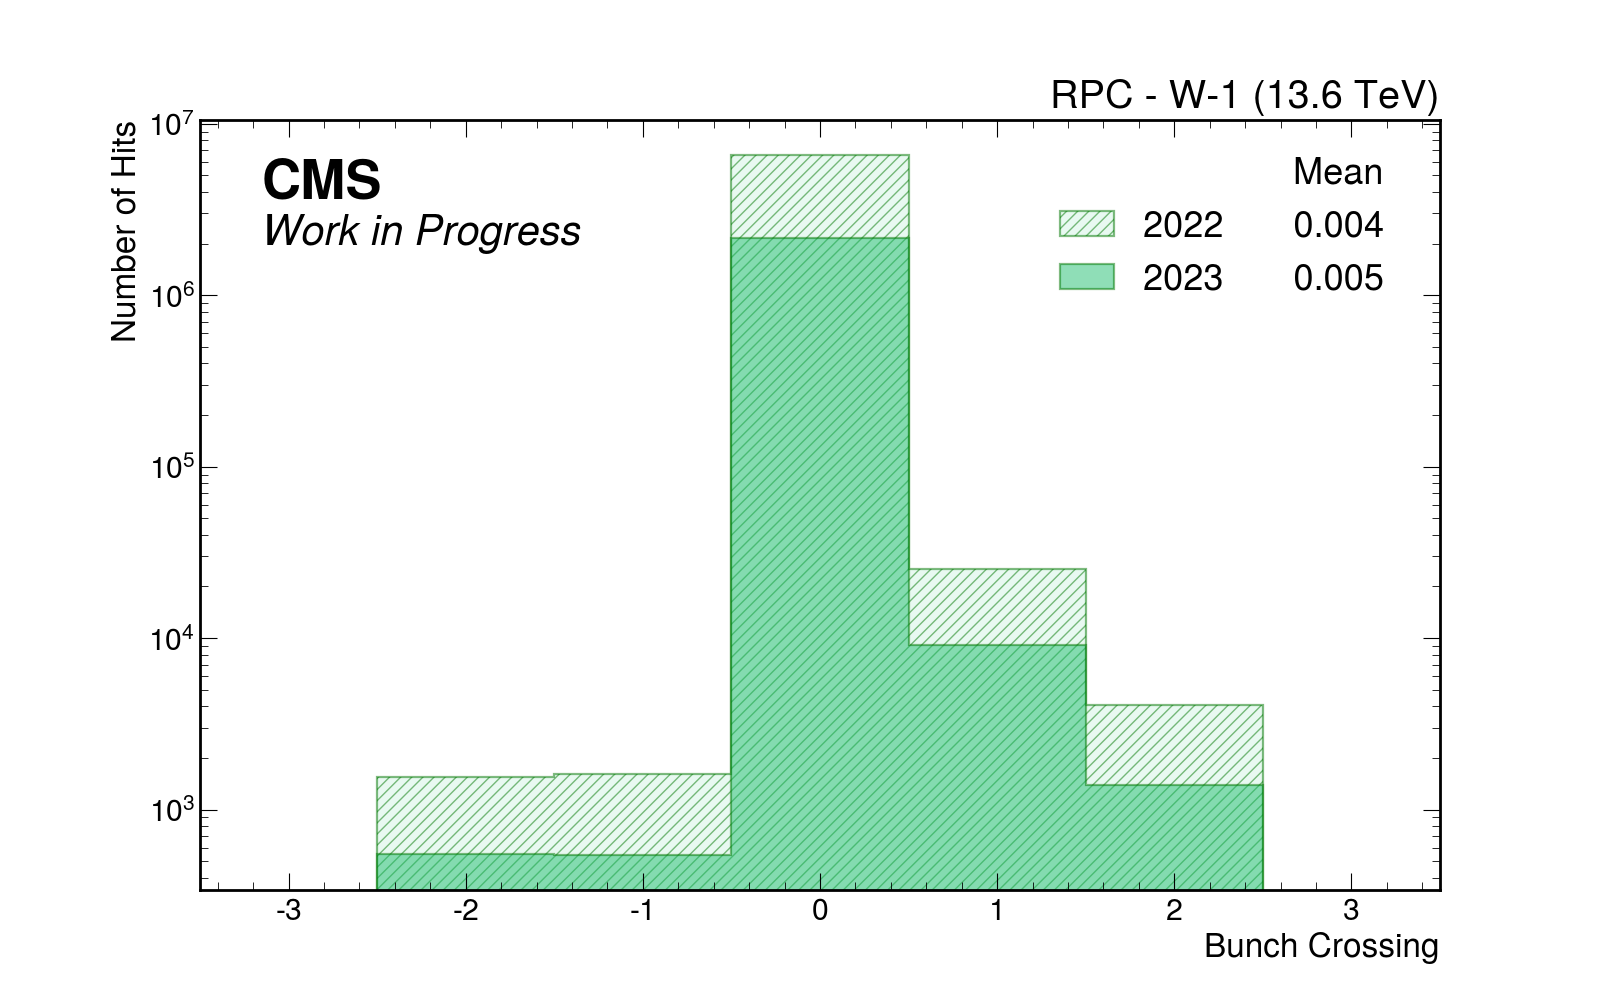 RPC - W-1 (13.6 TeV)
Number of Hits
10⁷
10⁶
10⁵
10⁴
10³
CMS
Work in Progress
Mean
2022 0.004
2023 0.005
-3 -2 -1 0 1 2 3
Bunch Crossing